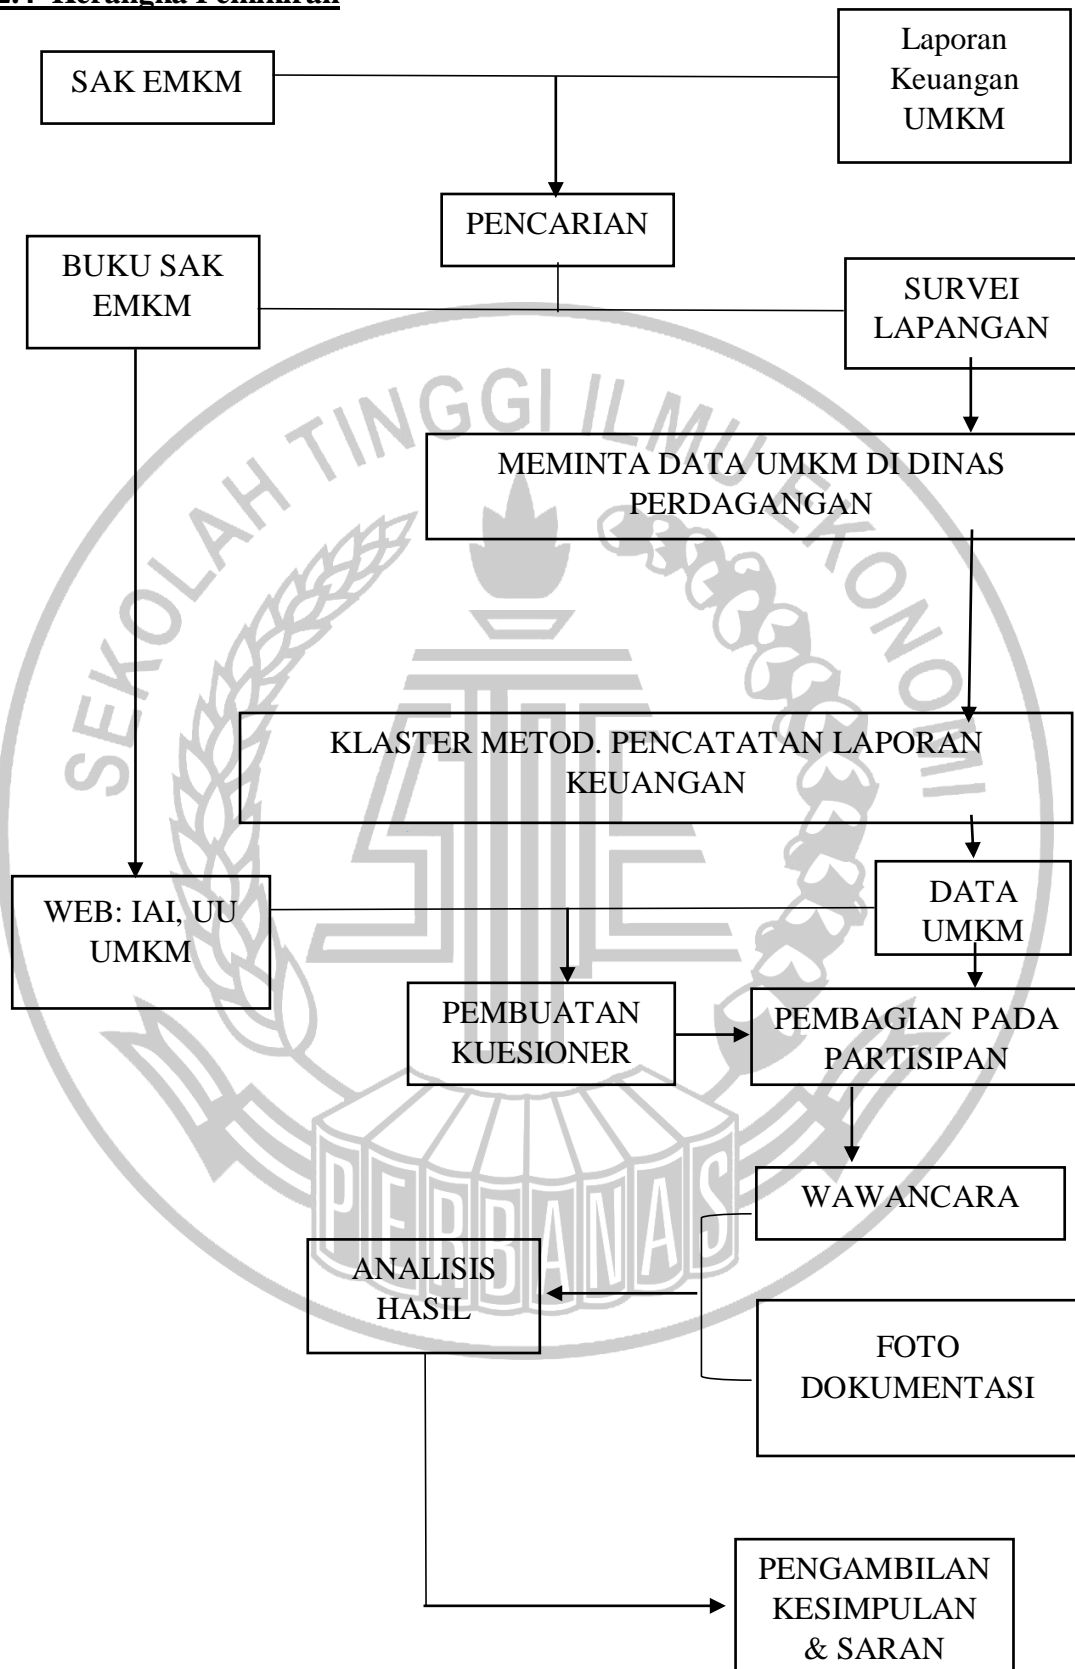 2.4 Kerangka Pemikiran
Laporan
Keuangan
UMKM
SAK EMKM
PENCARIAN
BUKU SAK
EMKM
SURVEI
LAPANGAN
MEMINTA DATA UMKM DI DINAS
PERDAGANGAN
KLASTER METOD. PENCATATAN LAPORAN
KEUANGAN
WEB: IAI, UU
UMKM
DATA
UMKM
PEMBUATAN
KUESIONER
PEMBAGIAN PADA
PARTISIPAN
WAWANCARA
ANALISIS
HASIL
FOTO
DOKUMENTASI
PENGAMBILAN
KESIMPULAN
& SARAN
SEKOLAH TINGGI ILMU EKONOMI
PERBANAS